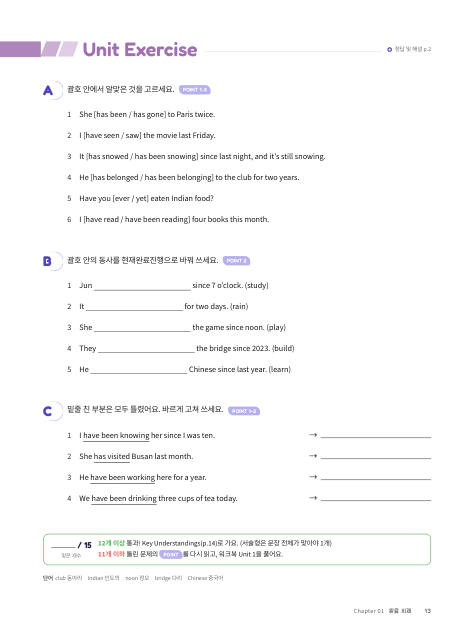 Unit Exercise
정답 및 해설 p.2
A 괄호 안에서 알맞은 것을 고르세요. POINT 1-3
1 She [has been / has gone] to Paris twice.
2 I [have seen / saw] the movie last Friday.
3 It [has snowed / has been snowing] since last night, and it's still snowing.
4 He [has belonged / has been belonging] to the club for two years.
5 Have you [ever / yet] eaten Indian food?
6 I [have read / have been reading] four books this month.
B 괄호 안의 동사를 현재완료진행으로 바꿔 쓰세요. POINT 2
1 Jun ____________ since 7 o'clock. (study)
2 It ____________ for two days. (rain)
3 She ____________ the game since noon. (play)
4 They ____________ the bridge since 2023. (build)
5 He ____________ Chinese since last year. (learn)
C 밑줄 친 부분은 모두 틀렸어요. 바르게 고쳐 쓰세요. POINT 1-3
1 I have been knowing her since I was ten. → ____________
2 She has visited Busan last month. → ____________
3 He have been working here for a year. → ____________
4 We have been drinking three cups of tea today. → ____________
____ / 15 12개 이상 통과! Key Understandings(p.14)로 가요. (서술형은 문장 전체가 맞아야 1개)
맞은 개수 11개 이하 틀린 문제의 POINT 를 다시 읽고, 워크북 Unit 1을 풀어요.
단어 club 동아리 Indian 인도의 noon 정오 bridge 다리 Chinese 중국어
Chapter 01 13